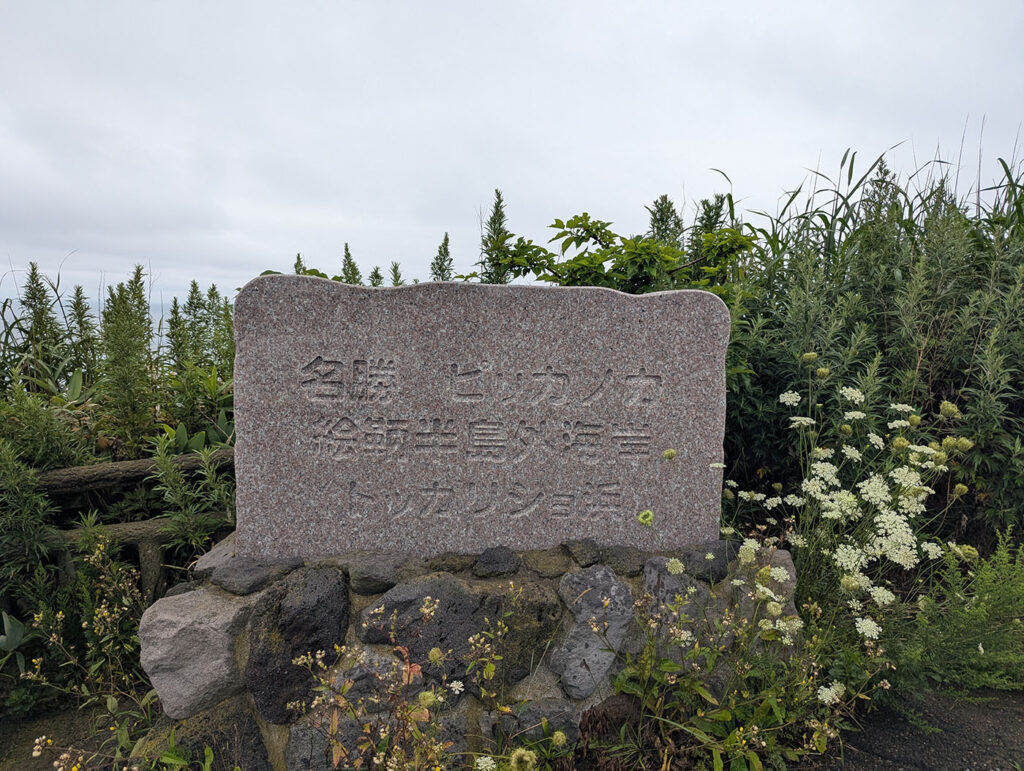 名勝 ピリカノカ
絵鞆半島外海岸
トッカリショ浜